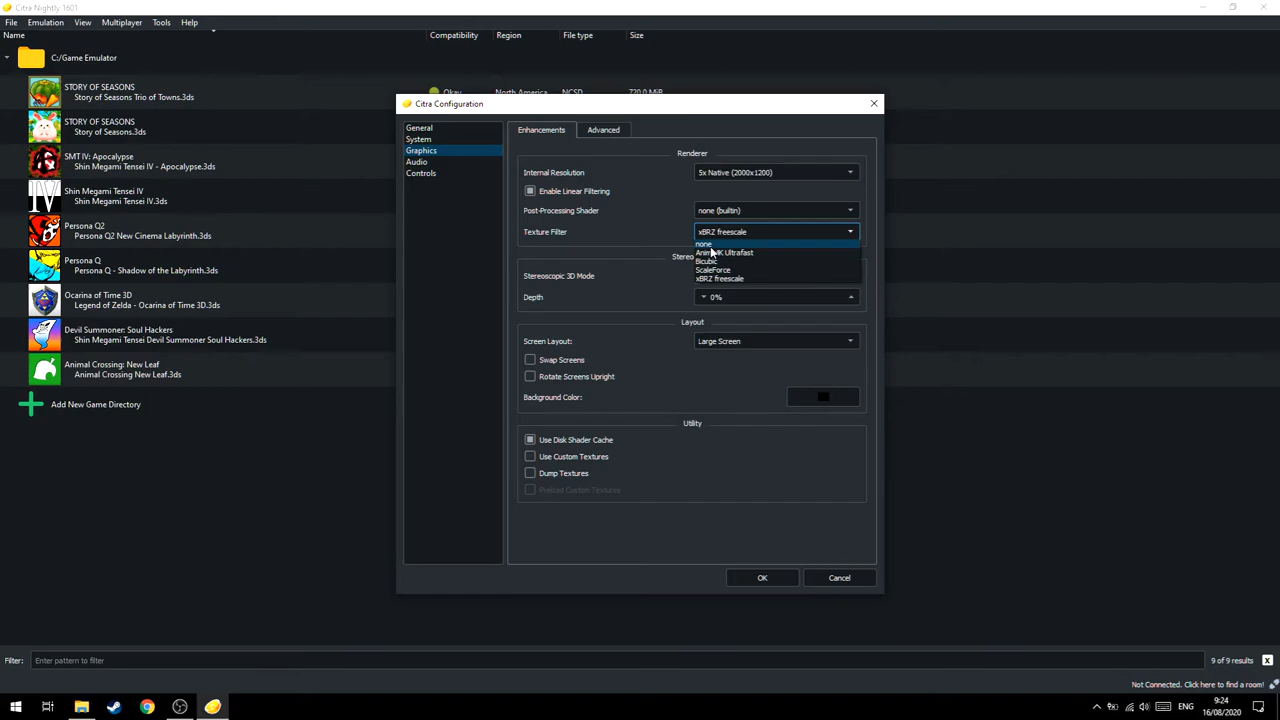 Citra Nightly 1601
File Emulation View Multiplayer Tools Help
Name Compatibility Region File type Size
C:/Game Emulator
STORY OF SEASONS
Story of Seasons Trio of Towns.3ds
Okay North America NCSD 720.0 MiB
STORY OF SEASONS
Story of Seasons.3ds
SMT IV: Apocalypse
Shin Megami Tensei IV - Apocalypse.3ds
Shin Megami Tensei IV
Shin Megami Tensei IV.3ds
Persona Q2
Persona Q2 New Cinema Labyrinth.3ds
Persona Q
Persona Q - Shadow of the Labyrinth.3ds
Ocarina of Time 3D
Legend of Zelda - Ocarina of Time 3D.3ds
Devil Summoner: Soul Hackers
Shin Megami Tensei Devil Summoner Soul Hackers.3ds
Animal Crossing: New Leaf
Animal Crossing New Leaf.3ds
Add New Game Directory
Citra Configuration
General
System
Graphics
Audio
Controls
Enhancements Advanced
Renderer
Internal Resolution 5x Native (2000x1200)
Enable Linear Filtering
Post-Processing Shader none (builtin)
Texture Filter xBRZ freescale
none
Ultrafast
Bicubic
ScaleForce
xBRZ freescale
Stereoscopic 3D Mode
Depth 0%
Layout
Screen Layout: Large Screen
Swap Screens
Rotate Screens Upright
Background Color:
Utility
Use Disk Shader Cache
Use Custom Textures
Dump Textures
Preload Custom Textures
OK Cancel
Filter: Enter pattern to filter 9 of 9 results X
Not Connected. Click here to find a room!
ENG 9:24
16/08/2020